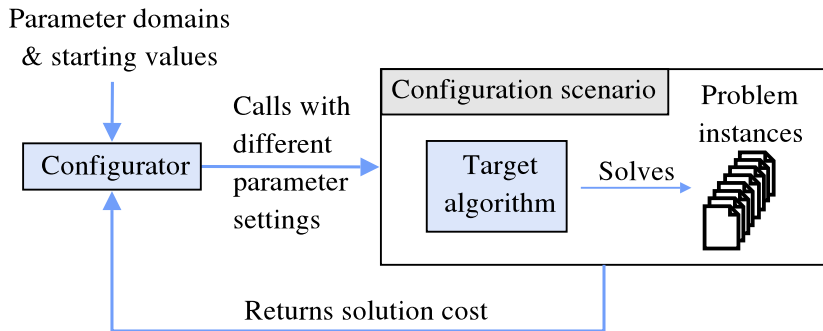 Parameter domains
& starting values
Configurator
Calls with
different
parameter
settings
Configuration scenario
Target
algorithm
Solves
Problem
instances
Returns solution cost